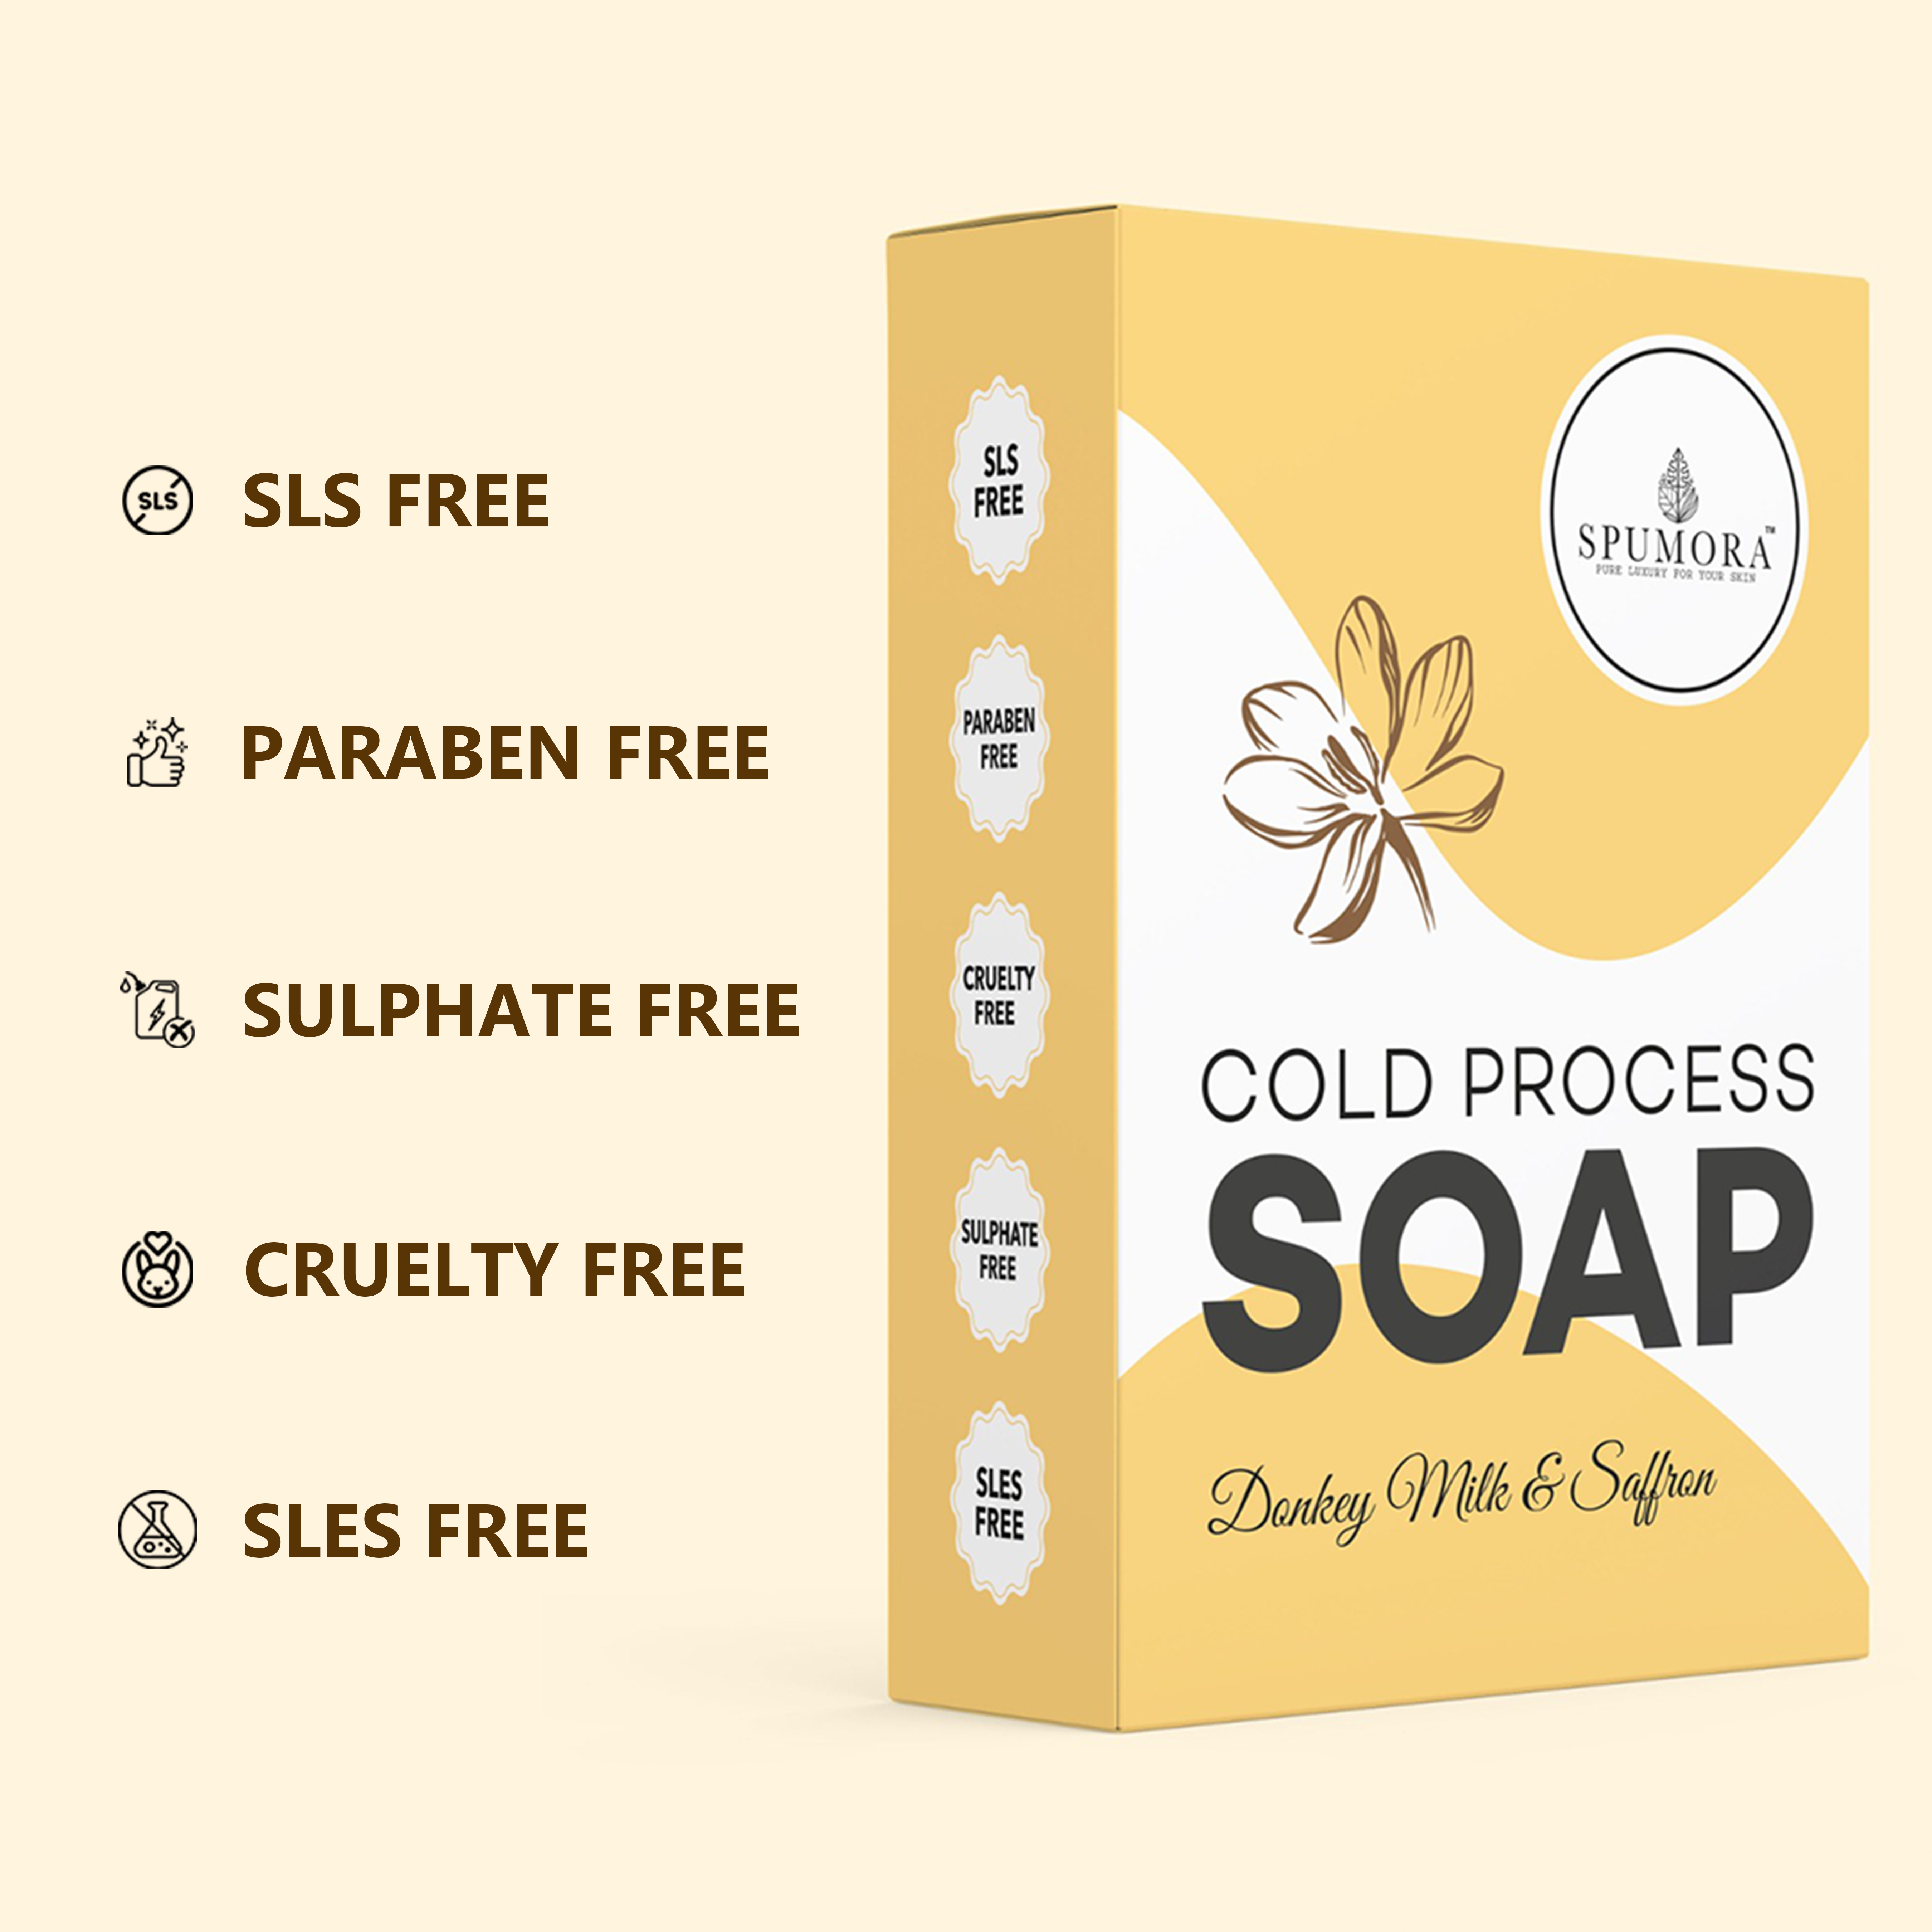 SLS
SLS FREE
PARABEN FREE
SULPHATE FREE
CRUELTY FREE
SLES FREE
SLS
FREE
PARABEN
FREE
CRUELTY
FREE
SULPHATE
FREE
SLES
FREE
SPUMORA™
PURE LUXURY FOR YOUR SKIN
COLD PROCESS
SOAP
Donkey Milk & Saffron